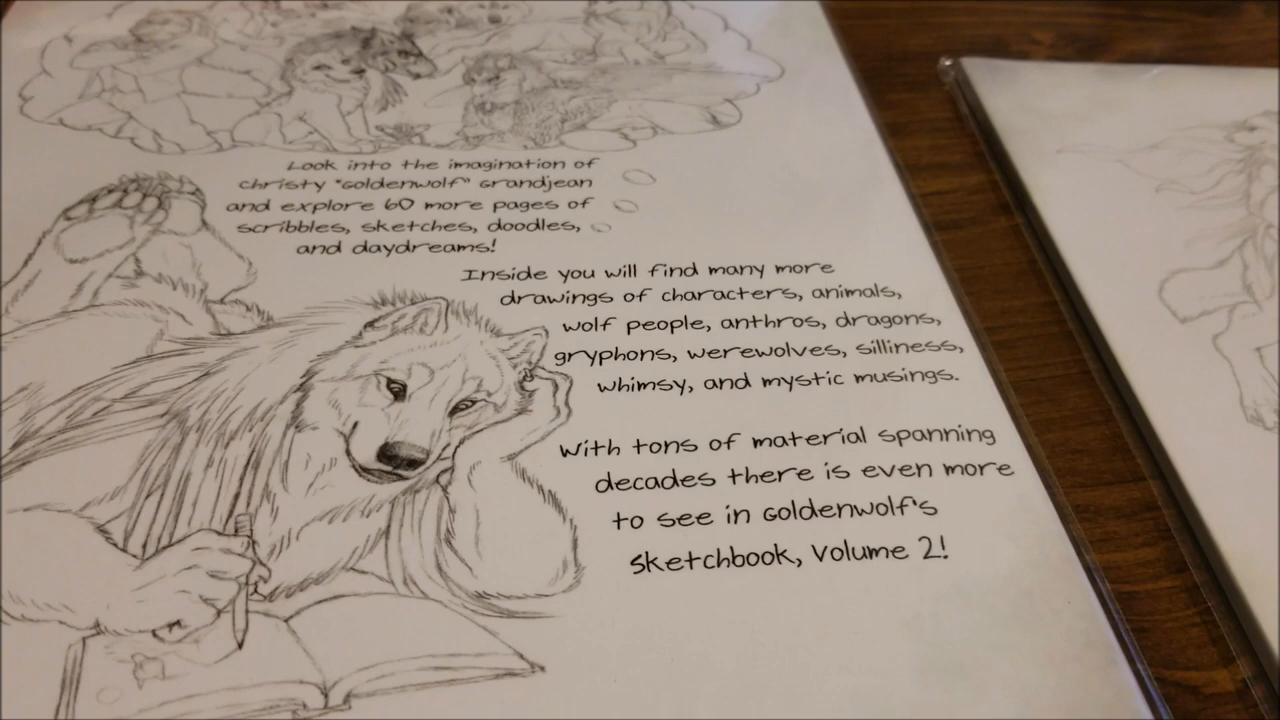 Look into the imagination of
christy "Goldenwolf" Grandjean
and explore 60 more pages of
scribbles, sketches, doodles,
and daydreams!
Inside you will find many more
drawings of characters, animals,
wolf people, anthros, dragons,
gryphons, werewolves, silliness,
whimsy, and mystic musings.
With tons of material spanning
decades there is even more
to see in Goldenwolf's
sketchbook, Volume 2!